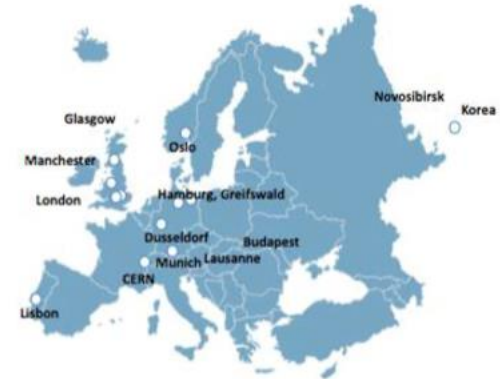 Novosibirsk
Korea
Glasgow
Oslo
Manchester
London
Hamburg, Greifswald
Dusseldorf
Budapest
Munich
Lausanne
CERN
Lisbon